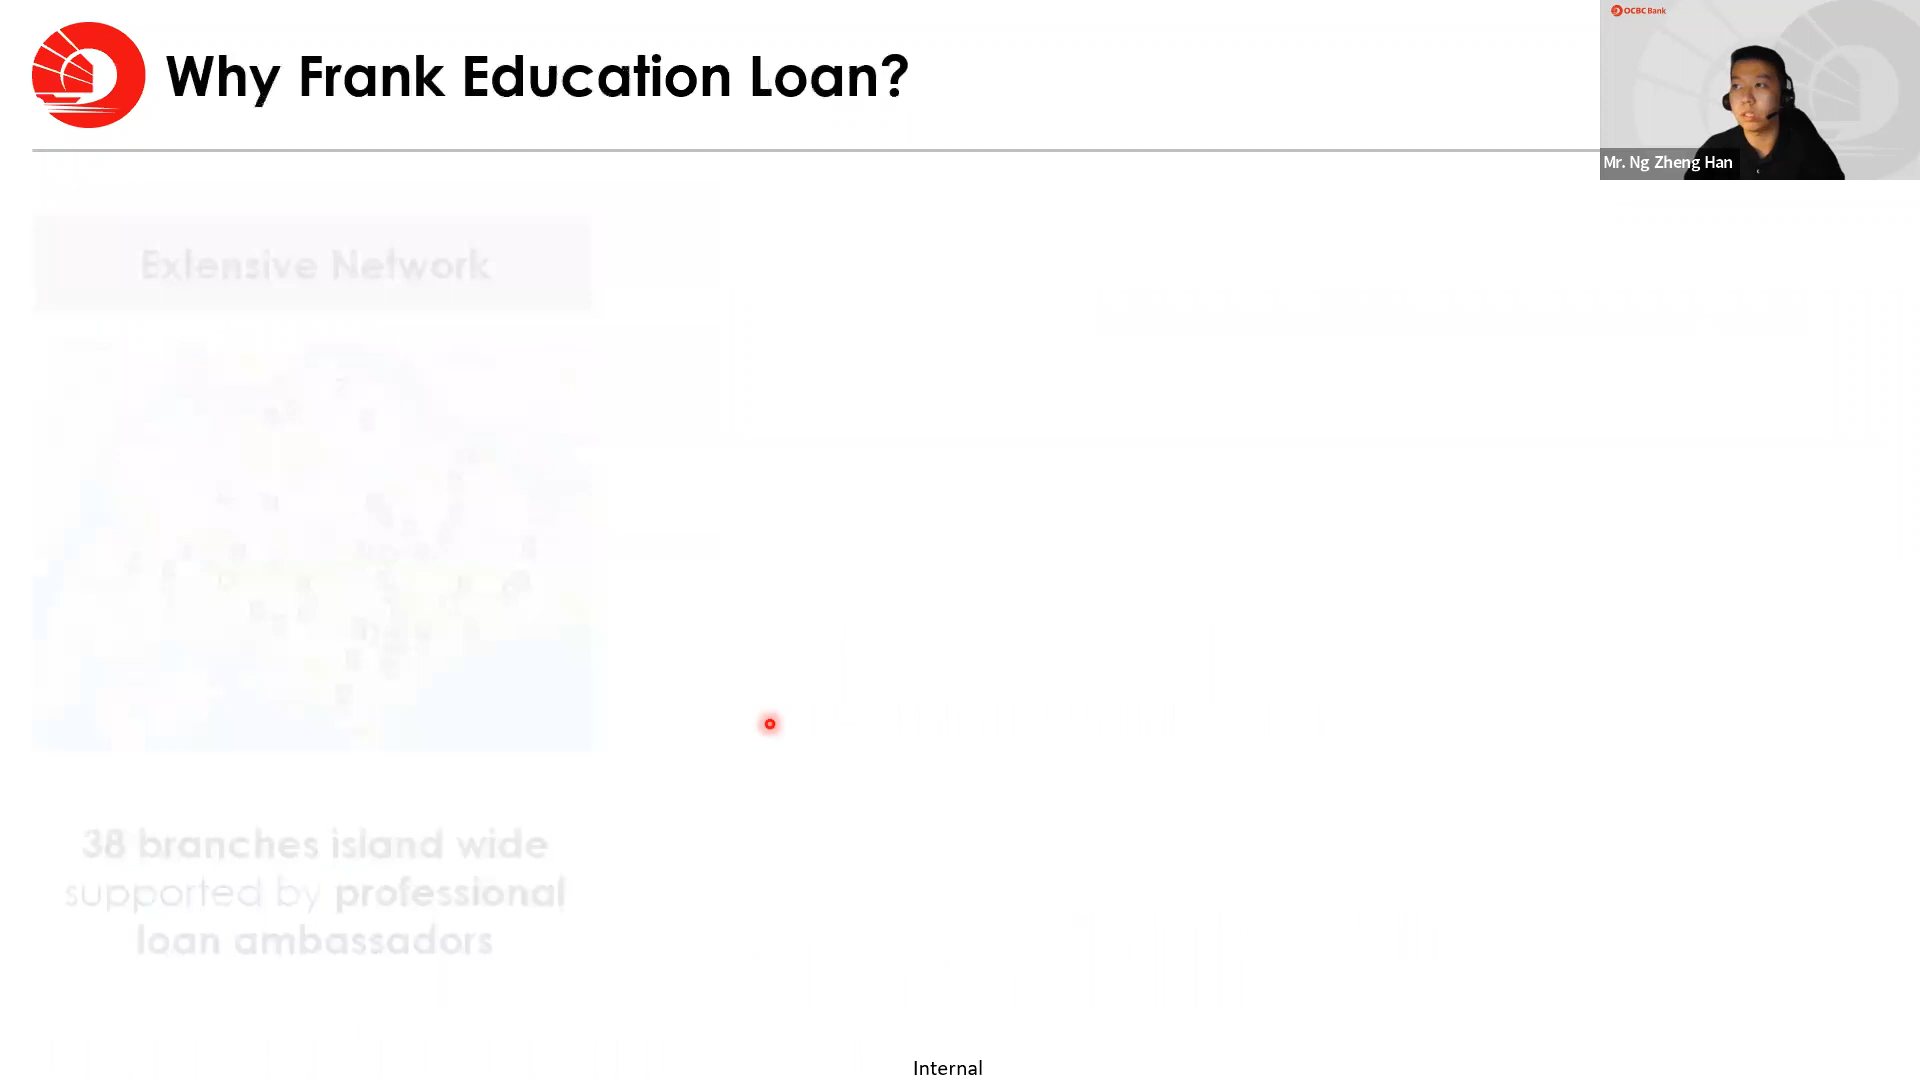 Why Frank Education Loan?
OCBC Bank
Mr. Ng Zheng Han
Extensive Network
38 branches island wide
supported by professional
loan ambassadors
Internal